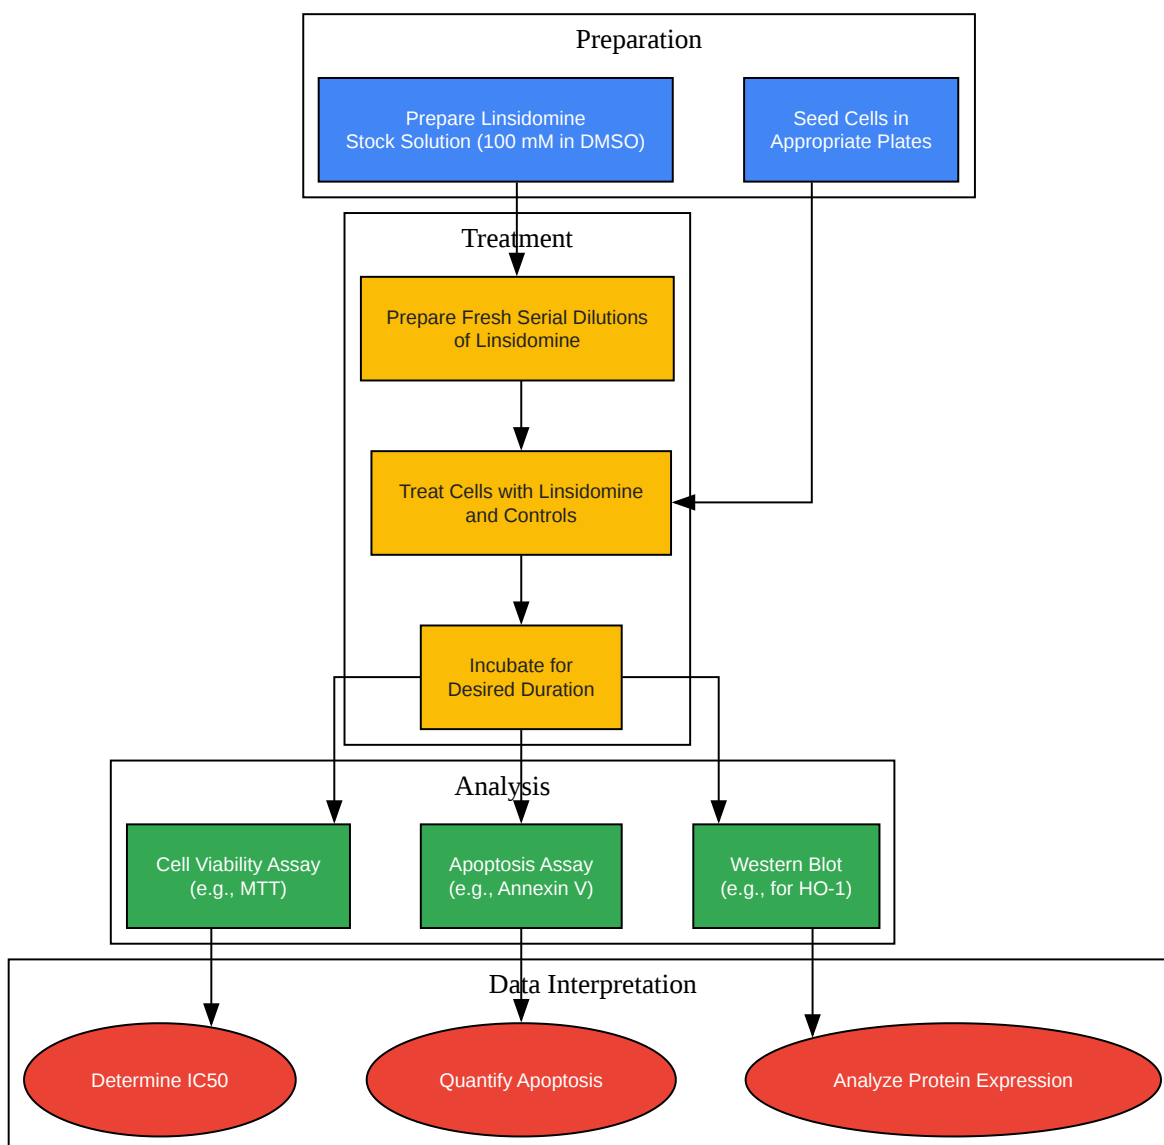 Preparation
Prepare Linsidomine
Stock Solution (100 mM in DMSO)
Seed Cells in
Appropriate Plates
Treatment
Prepare Fresh Serial Dilutions
of Linsidomine
Treat Cells with Linsidomine
and Controls
Incubate for
Desired Duration
Analysis
Cell Viability Assay
(e.g., MTT)
Apoptosis Assay
(e.g., Annexin V)
Western Blot
(e.g., for HO-1)
Data Interpretation
Determine IC50
Quantify Apoptosis
Analyze Protein Expression